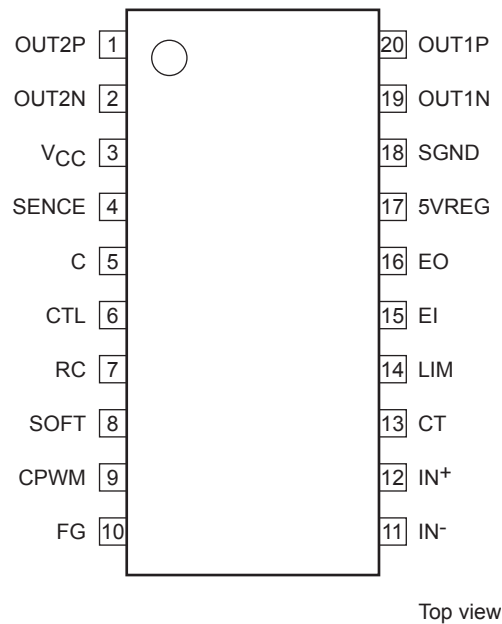 OUT2P 1 20 OUT1P
OUT2N 2 19 OUT1N
VCC 3 18 SGND
SENCE 4 17 5VREG
C 5 16 EO
CTL 6 15 EI
RC 7 14 LIM
SOFT 8 13 CT
CPWM 9 12 IN+
FG 10 11 IN-
Top view